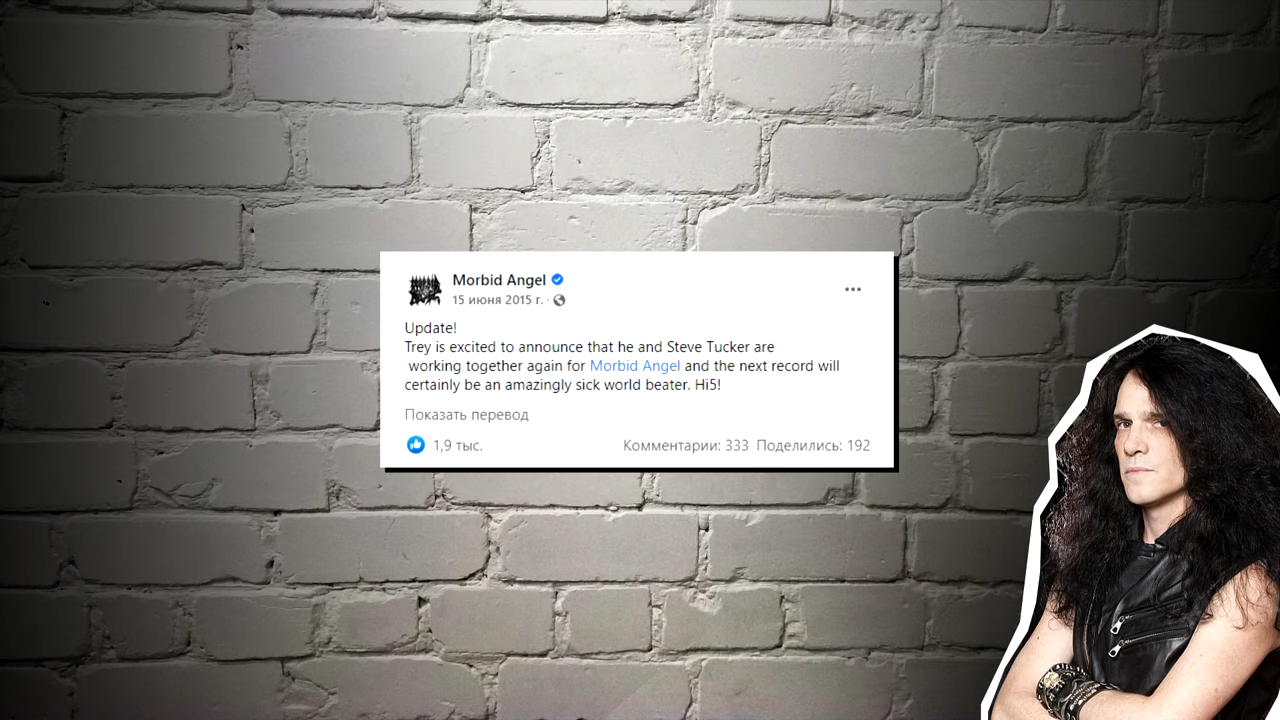 Morbid Angel
15 июня 2015 г. ·
Update!
Trey is excited to announce that he and Steve Tucker are
working together again for Morbid Angel and the next record will
certainly be an amazingly sick world beater. Hi5!
Показать перевод
1,9 тыс. Комментарии: 333 Поделились: 192